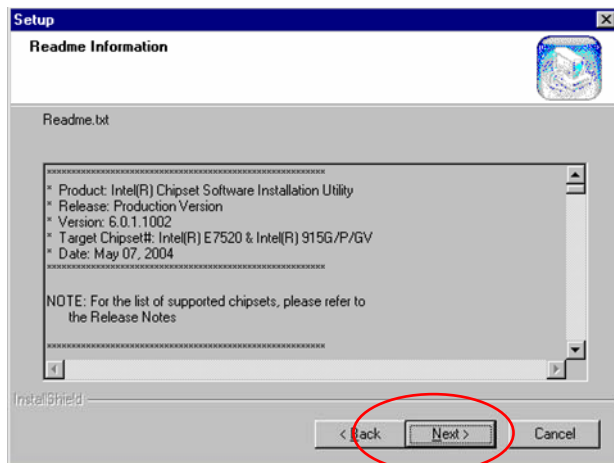 Setup
Readme Information
Readme.txt
**********************************************************
* Product: Intel(R) Chipset Software Installation Utility
* Release: Production Version
* Version: 6.0.1.1002
* Target Chipset#: Intel(R) E7520 & Intel(R) 915G/P/GV
* Date: May 07, 2004
**********************************************************
NOTE: For the list of supported chipsets, please refer to
the Release Notes
**********************************************************
InstallShield
< Back Next > Cancel